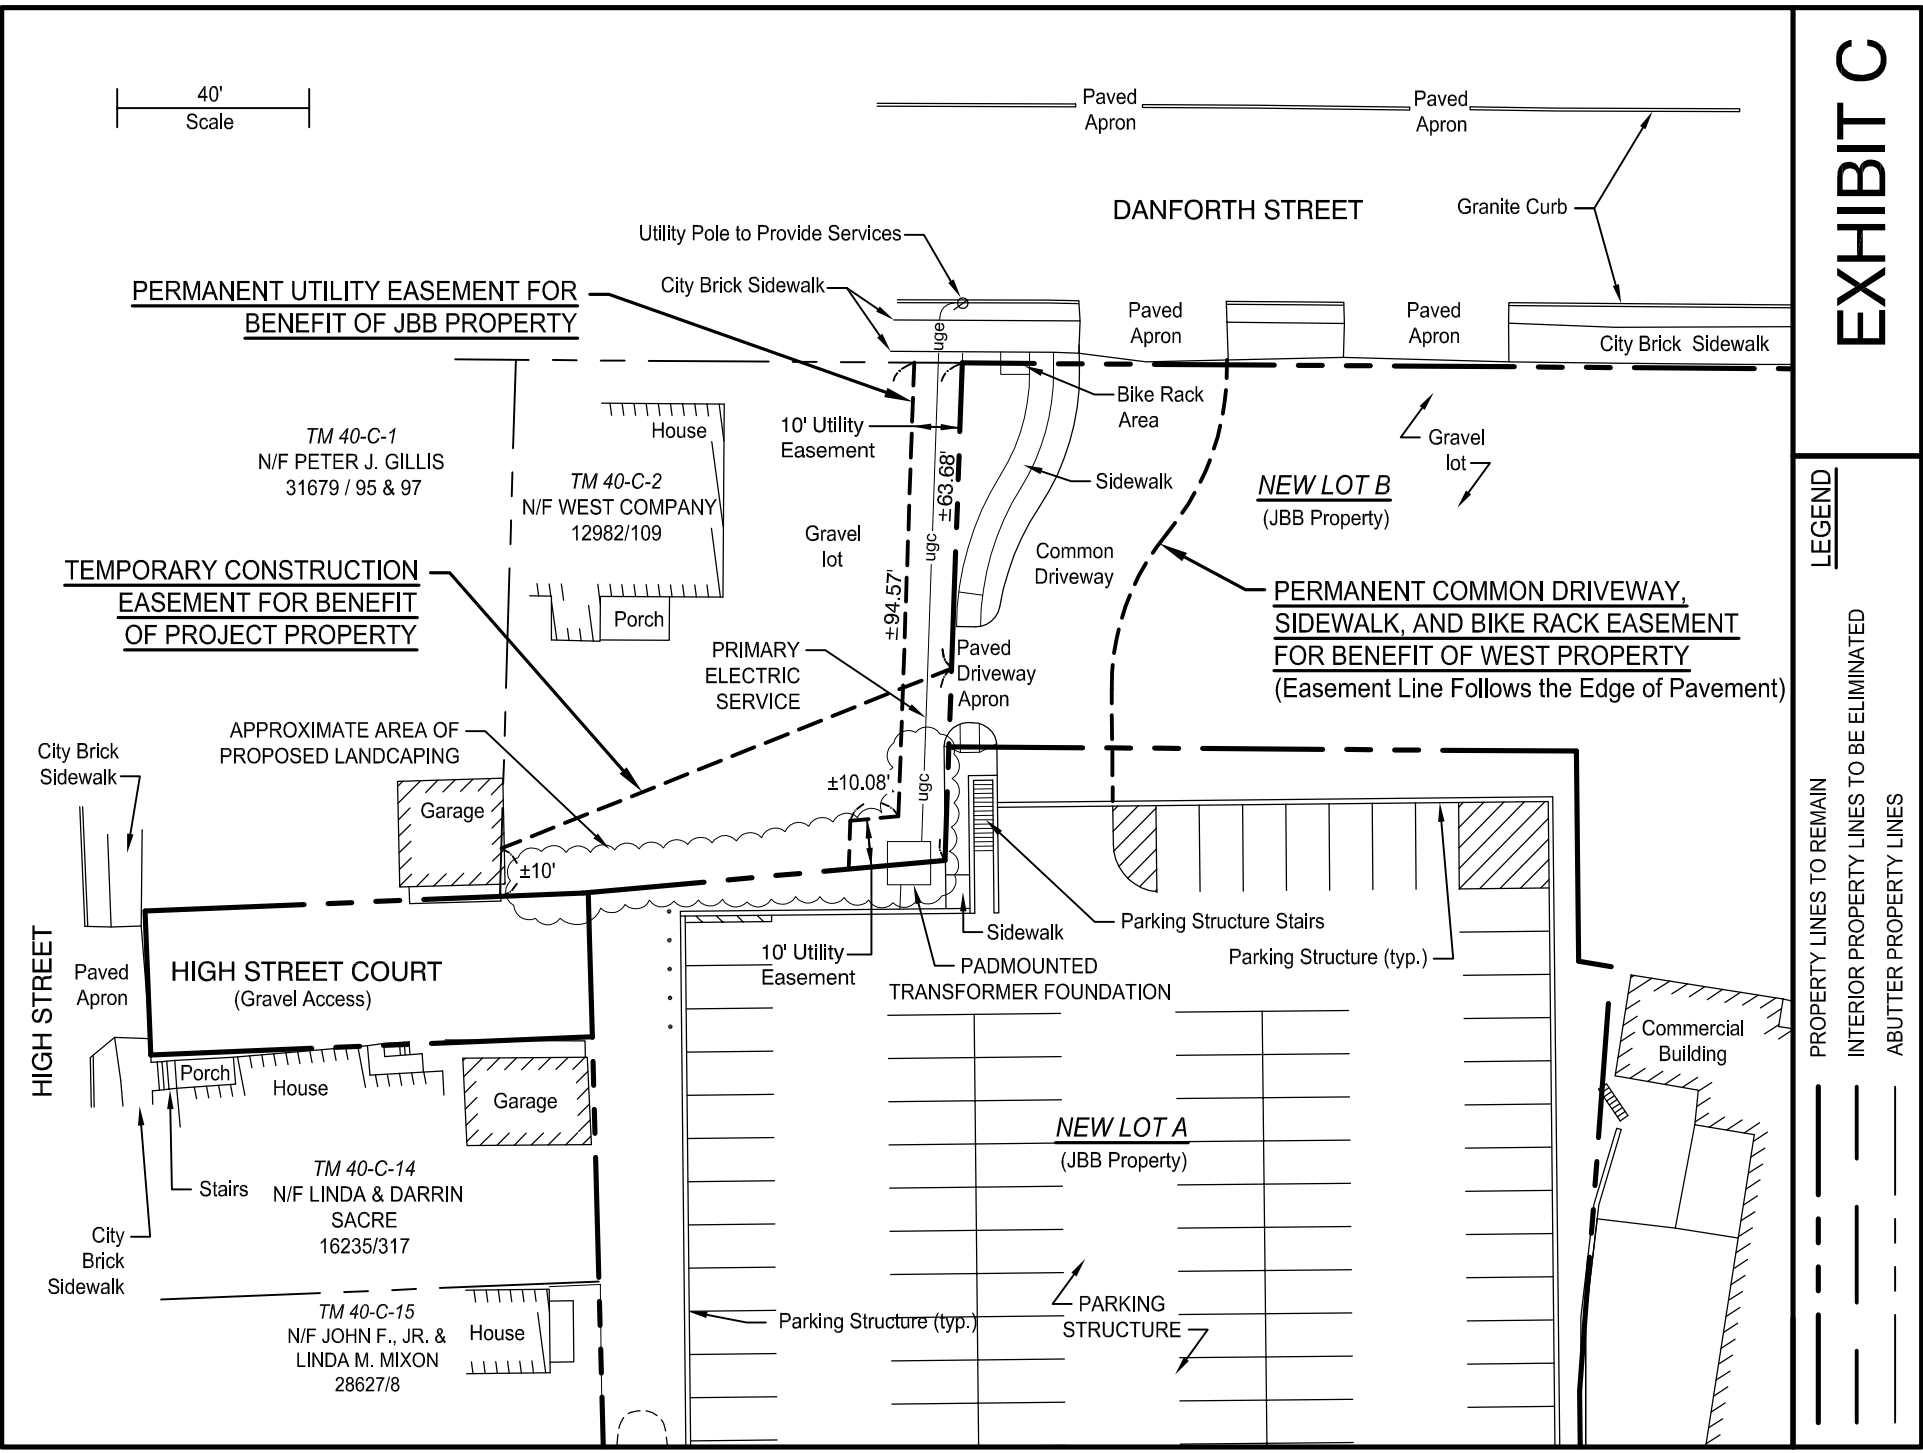 40'
Scale
Paved
Apron
Paved
Apron
EXHIBIT C
DANFORTH STREET
Granite Curb
Utility Pole to Provide Services
City Brick Sidewalk
PERMANENT UTILITY EASEMENT FOR
BENEFIT OF JBB PROPERTY
uge
Paved
Apron
Paved
Apron
City Brick Sidewalk
Bike Rack
Area
10' Utility
Easement
House
TM 40-C-1
N/F PETER J. GILLIS
31679 / 95 & 97
TM 40-C-2
N/F WEST COMPANY
12982/109
Gravel
lot
±63.68'
Sidewalk
Gravel
lot
NEW LOT B
(JBB Property)
LEGEND
ugc
Common
Driveway
TEMPORARY CONSTRUCTION
EASEMENT FOR BENEFIT
OF PROJECT PROPERTY
Porch
±94.57'
PERMANENT COMMON DRIVEWAY,
SIDEWALK, AND BIKE RACK EASEMENT
FOR BENEFIT OF WEST PROPERTY
(Easement Line Follows the Edge of Pavement)
PRIMARY
ELECTRIC
SERVICE
Paved
Driveway
Apron
APPROXIMATE AREA OF
PROPOSED LANDCAPING
City Brick
Sidewalk
Garage
±10.08'
ugc
±10'
HIGH STREET
Paved
Apron
HIGH STREET COURT
(Gravel Access)
10' Utility
Easement
Sidewalk
PADMOUNTED
TRANSFORMER FOUNDATION
Parking Structure Stairs
Parking Structure (typ.)
Commercial
Building
PROPERTY LINES TO REMAIN
INTERIOR PROPERTY LINES TO BE ELIMINATED
ABUTTER PROPERTY LINES
Porch
House
Garage
NEW LOT A
(JBB Property)
Stairs
TM 40-C-14
N/F LINDA & DARRIN
SACRE
16235/317
City
Brick
Sidewalk
TM 40-C-15
N/F JOHN F., JR. &
LINDA M. MIXON
28627/8
House
Parking Structure (typ.)
PARKING
STRUCTURE